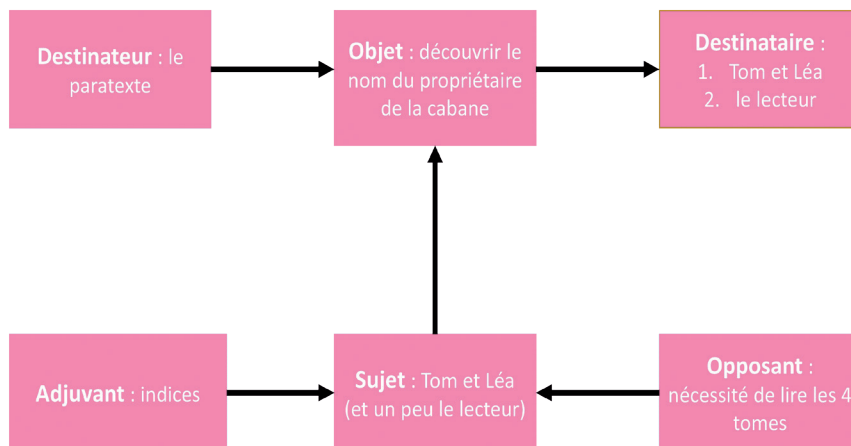 Destinateur : le
paratexte
Objet : découvrir le
nom du propriétaire
de la cabane
Destinataire :
1. Tom et Léa
2. le lecteur
Adjuvant : indices
Sujet : Tom et Léa
(et un peu le lecteur)
Opposant :
nécessité de lire les 4
tomes